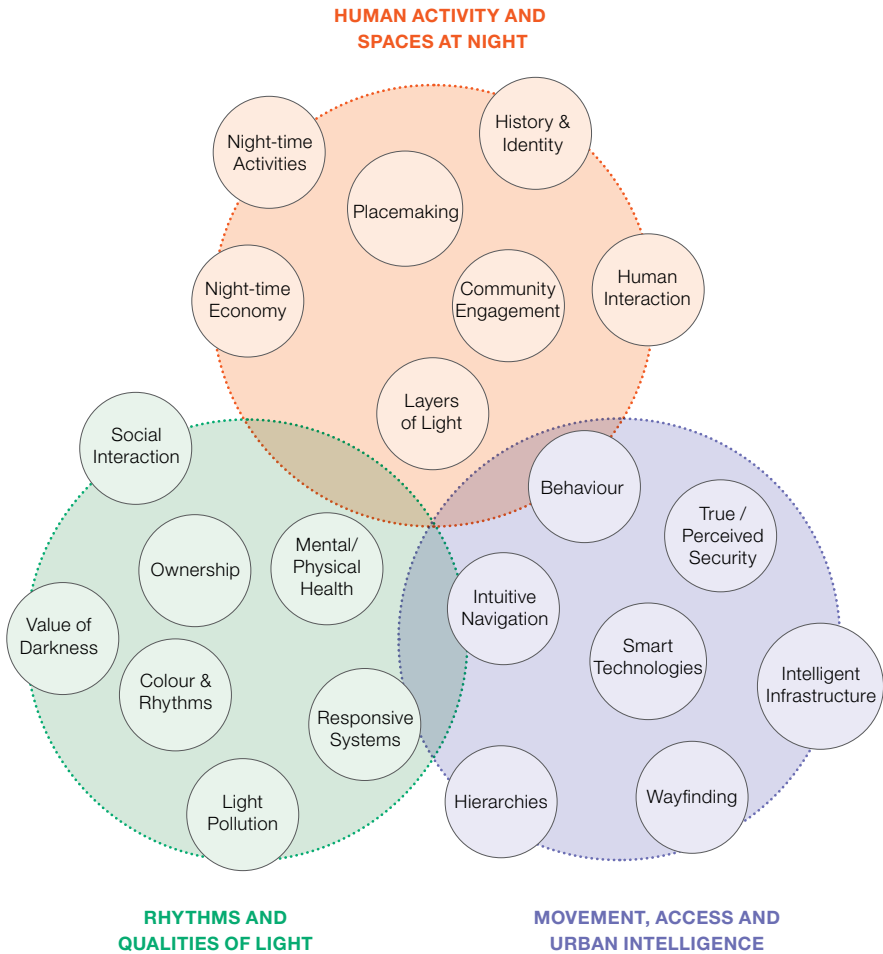 HUMAN ACTIVITY AND
SPACES AT NIGHT
History &
Identity
Night-time
Activities
Placemaking
Human
Interaction
Night-time
Economy
Community
Engagement
Layers
of Light
Social
Interaction
Behaviour
True /
Perceived
Security
Mental/
Physical
Health
Ownership
Intuitive
Navigation
Value of
Darkness
Smart
Technologies
Colour &
Rhythms
Intelligent
Infrastructure
Responsive
Systems
Light
Pollution
Hierarchies
Wayfinding
RHYTHMS AND
QUALITIES OF LIGHT
MOVEMENT, ACCESS AND
URBAN INTELLIGENCE